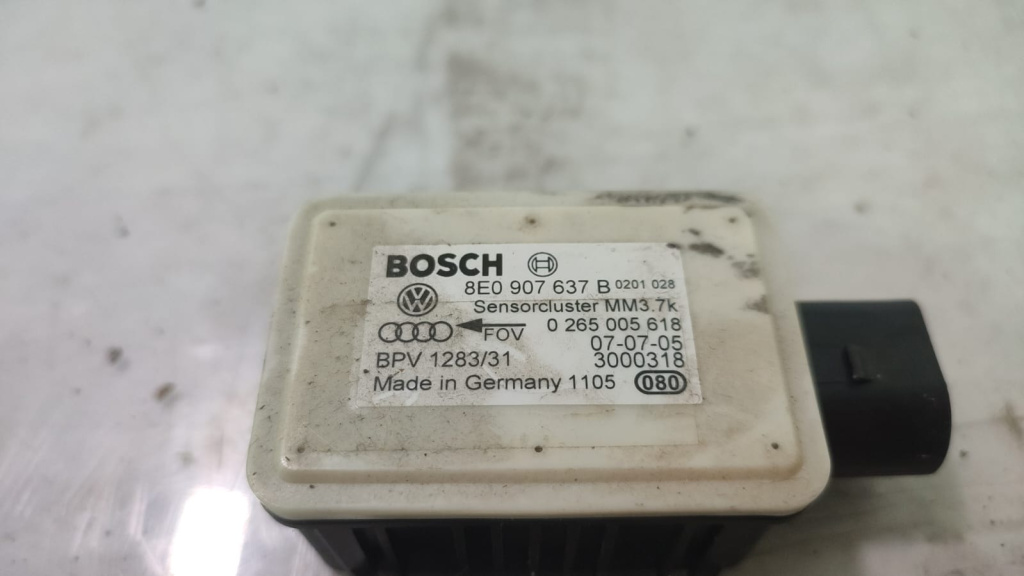 BOSCH
8E0 907 637 B 0201 028
Sensorcluster MM3.7k
FOV 0 265 005 618
07-07-05
BPV 1283/31 3000318
Made in Germany 1105 080